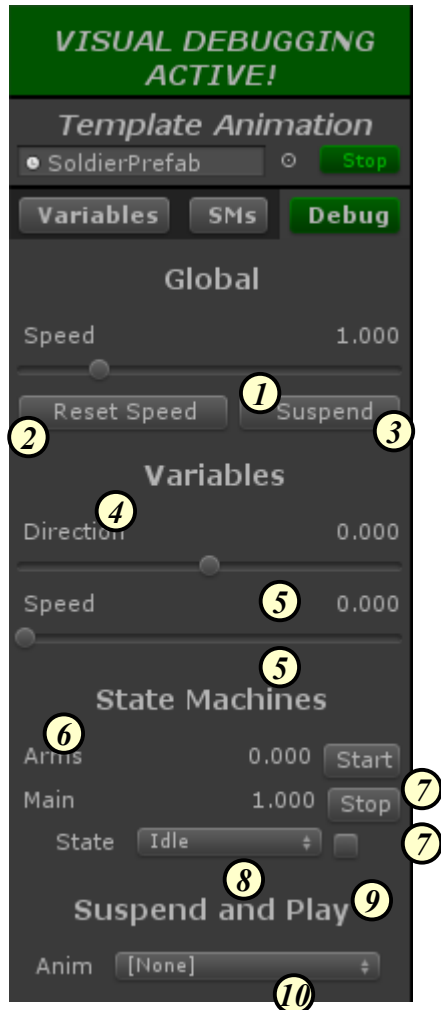 VISUAL DEBUGGING
ACTIVE!
Template Animation
SoldierPrefab Stop
Variables SMs Debug
Global
Speed 1.000
1
Reset Speed Suspend
2 3
Variables
4
Direction 0.000
Speed 5 0.000
5
State Machines
6
Arms 0.000 Start
7
Main 1.000 Stop
State Idle 7
8
9
Suspend and Play
Anim [None]
10